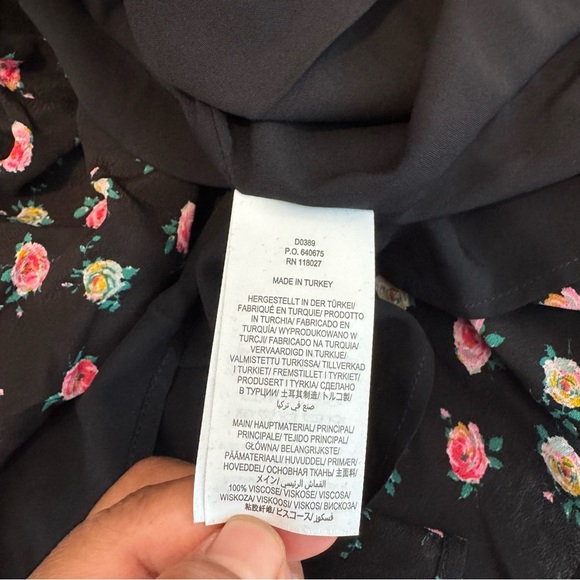 D0389
P.O. 640675
RN 118027
MADE IN TURKEY
HERGESTELLT IN DER TÜRKEI/
FABRIQUÉ EN TURQUIE/ PRODOTTO
IN TURCHIA/ FABRICADO EN
TURQUÍA/ WYPRODUKOWANO W
TURCJI/ FABRICADO NA TURQUIA/
VERVAARDIGD IN TURKIJE/
VALMISTETTU TURKISSA/ TILLVERKAD
I TURKIET/ FREMSTILLET I TYRKIET/
PRODUSERT I TYRKIA/ СДЕЛАНО
В ТУРЦИИ/ 土耳其制造/ トルコ製/
صنع في تركيا
MAIN/ HAUPTMATERIAL/ PRINCIPAL/
PRINCIPALE/ TEJIDO PRINCIPAL/
GŁÓWNA/ BELANGRIJKSTE/
PÄÄMATERIAALI/ HUVUDDEL/ PRIMÆR/
HOVEDDEL/ ОСНОВНАЯ ТКАНЬ/ 主面料/
メイン/ القماش الرئيسي
100% VISCOSE/ VISKOSE/ VISCOSA/
WISKOZA/ VISKOOSI/ VISKOS/ ВИСКОЗА/
粘胶纤维/ ビスコース/ فسكوز